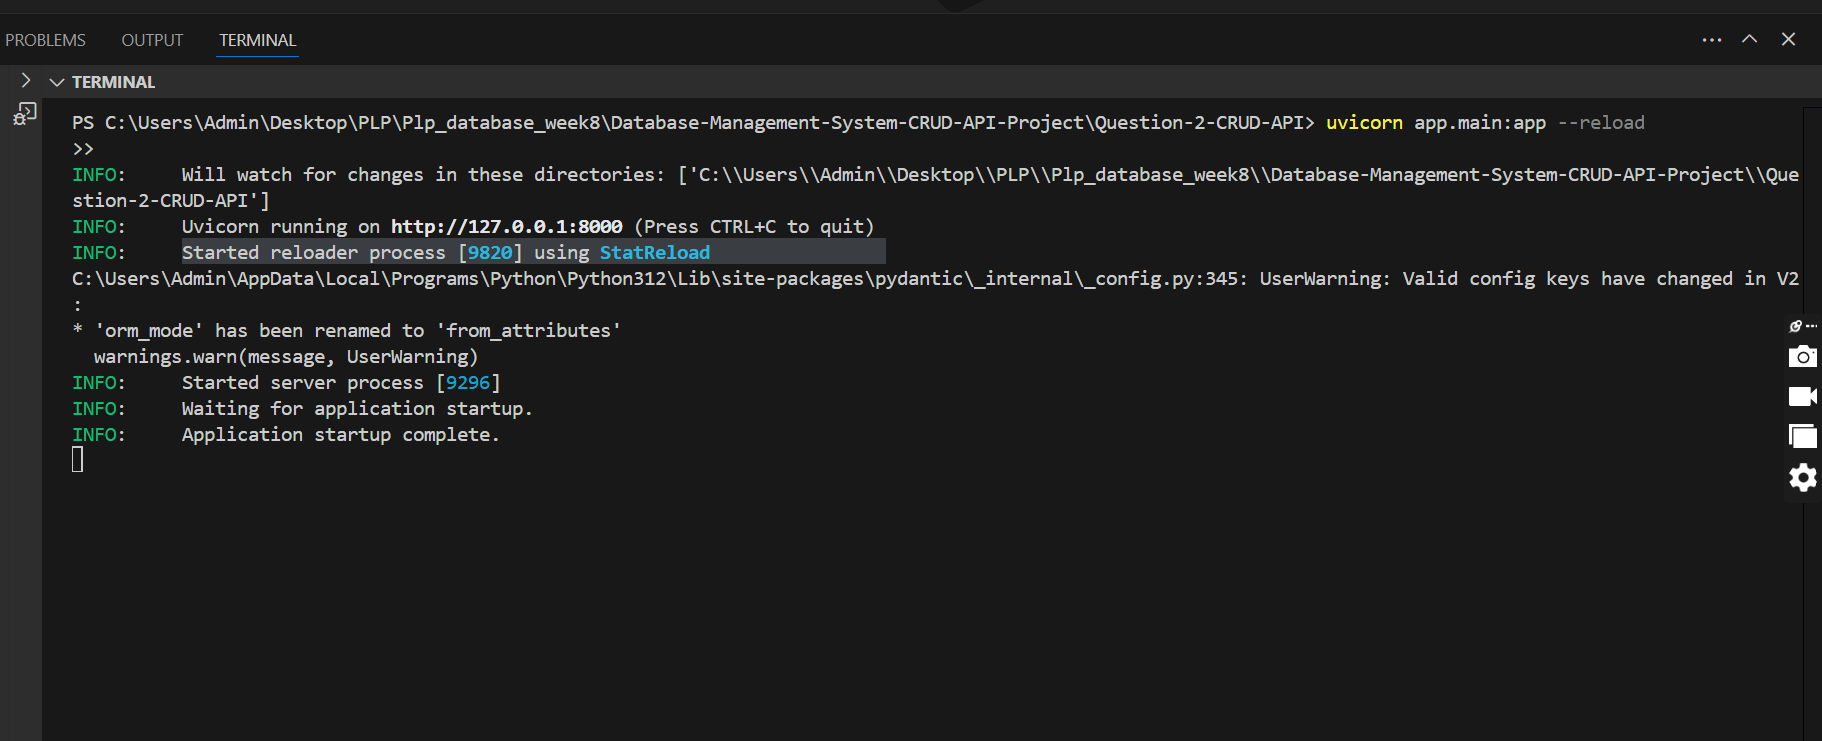 PROBLEMS OUTPUT TERMINAL
TERMINAL
PS C:\Users\Admin\Desktop\PLP\Plp_database_week8\Database-Management-System-CRUD-API-Project\Question-2-CRUD-API> uvicorn app.main:app --reload
>>
INFO: Will watch for changes in these directories: ['C:\\Users\\Admin\\Desktop\\PLP\\Plp_database_week8\\Database-Management-System-CRUD-API-Project\\Que
stion-2-CRUD-API']
INFO: Uvicorn running on http://127.0.0.1:8000 (Press CTRL+C to quit)
INFO: Started reloader process [9820] using StatReload
C:\Users\Admin\AppData\Local\Programs\Python\Python312\Lib\site-packages\pydantic\_internal\_config.py:345: UserWarning: Valid config keys have changed in V2
:
* 'orm_mode' has been renamed to 'from_attributes'
warnings.warn(message, UserWarning)
INFO: Started server process [9296]
INFO: Waiting for application startup.
INFO: Application startup complete.